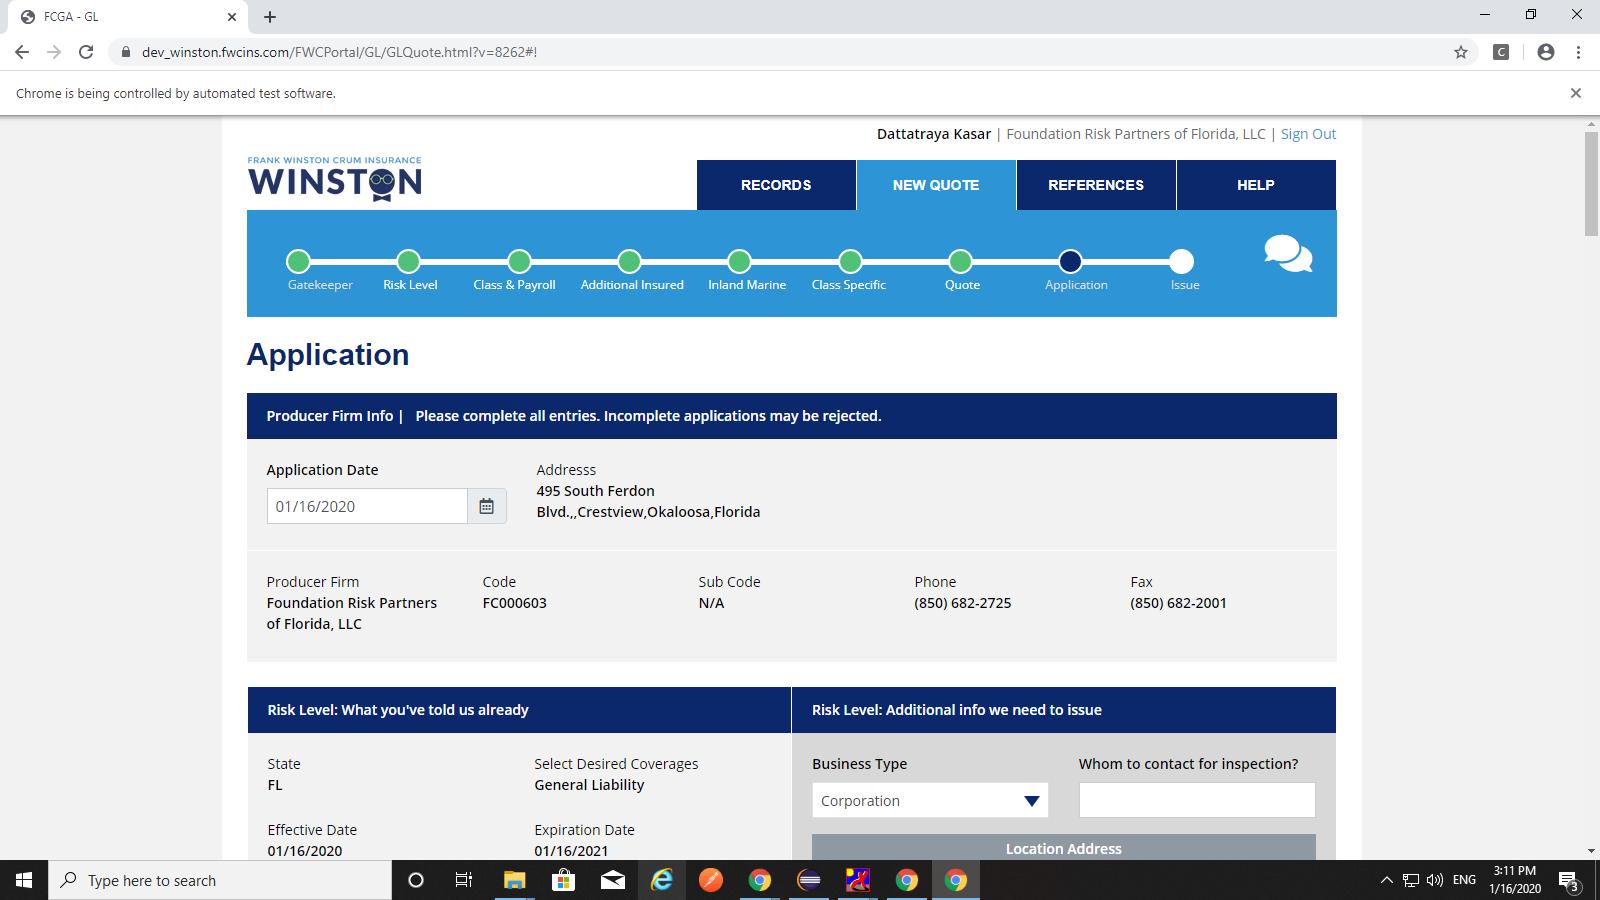 FCGA - GL
dev_winston.fwcins.com/FWCPortal/GL/GLQuote.html?v=8262#!
C
Chrome is being controlled by automated test software.
Dattatraya Kasar | Foundation Risk Partners of Florida, LLC | Sign Out
FRANK WINSTON CRUM INSURANCE
WINSTON
RECORDS
NEW QUOTE
REFERENCES
HELP
Gatekeeper
Risk Level
Class & Payroll
Additional Insured
Inland Marine
Class Specific
Quote
Application
Issue
Application
Producer Firm Info | Please complete all entries. Incomplete applications may be rejected.
Application Date
01/16/2020
Addresss
495 South Ferdon
Blvd.,,Crestview,Okaloosa,Florida
Producer Firm
Foundation Risk Partners
of Florida, LLC
Code
FC000603
Sub Code
N/A
Phone
(850) 682-2725
Fax
(850) 682-2001
Risk Level: What you've told us already
State
FL
Select Desired Coverages
General Liability
Effective Date
01/16/2020
Expiration Date
01/16/2021
Risk Level: Additional info we need to issue
Business Type
Corporation
Whom to contact for inspection?
Location Address
Type here to search
ENG
3:11 PM
1/16/2020
3